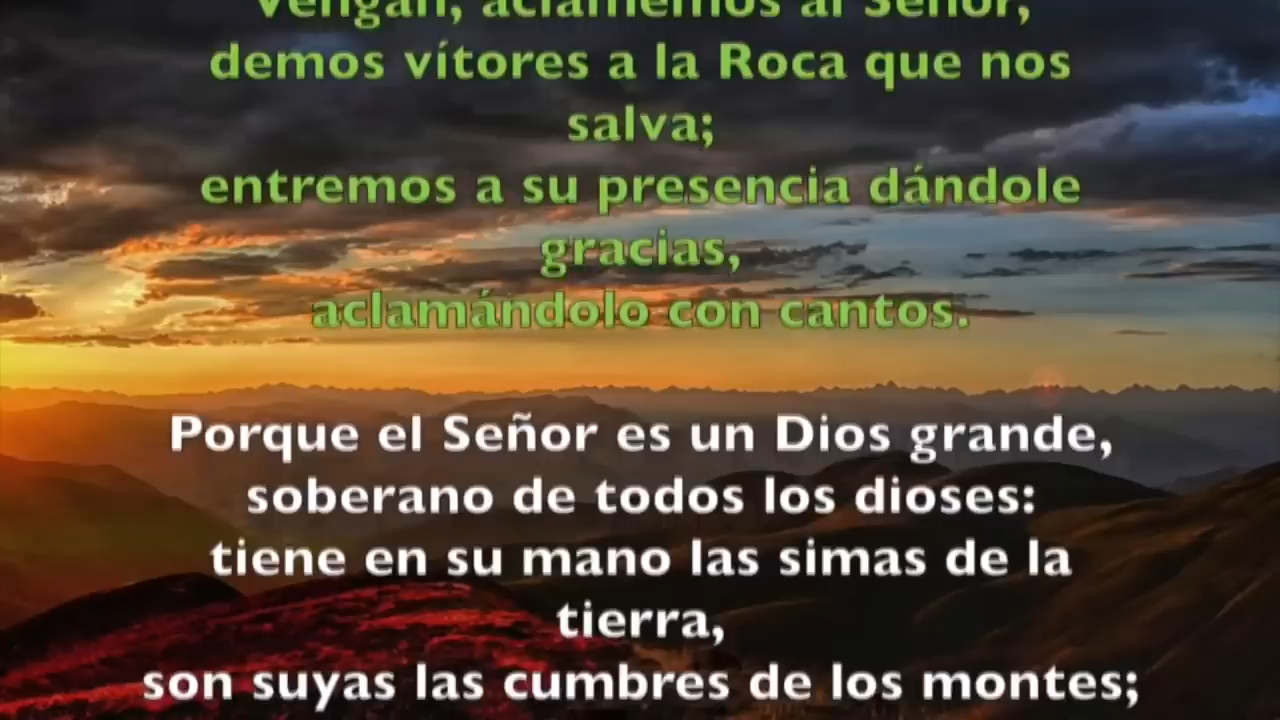 Vengan, aclamemos al Señor,
demos vítores a la Roca que nos
salva;
entremos a su presencia dándole
gracias,
aclamándolo con cantos.
Porque el Señor es un Dios grande,
soberano de todos los dioses:
tiene en su mano las simas de la
tierra,
son suyas las cumbres de los montes;